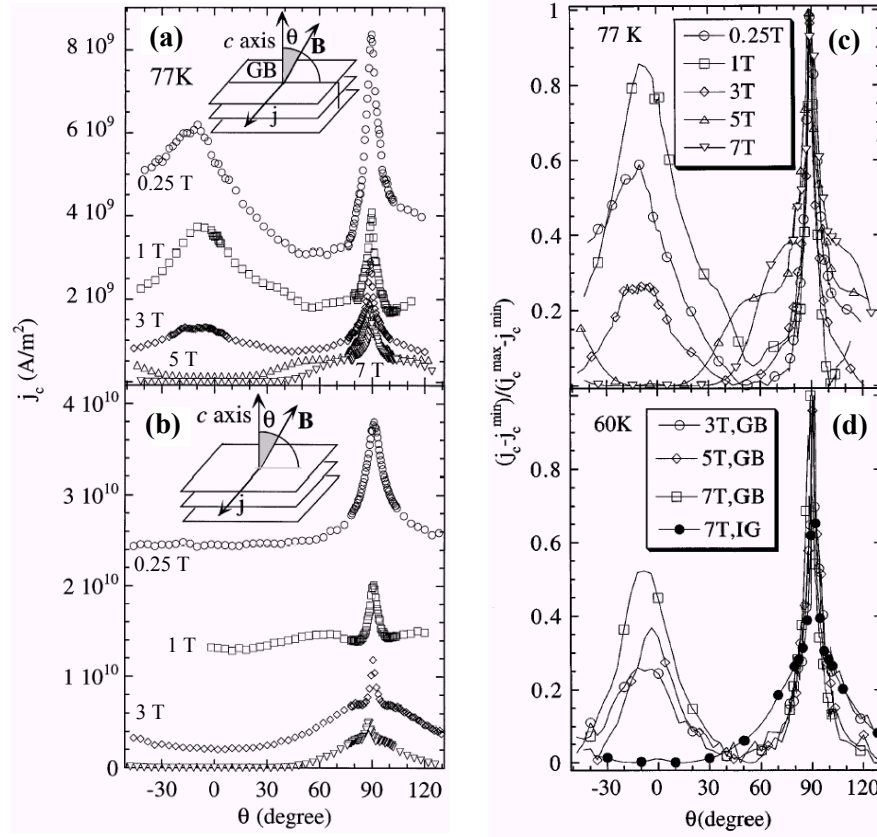 (a)
c axis
θ
B
GB
j
77K
j_c (A/m²)
8 10⁹
6 10⁹
4 10⁹
2 10⁹
0.25 T
1 T
3 T
5 T
7 T
(b)
c axis
θ
B
j
4 10¹⁰
3 10¹⁰
2 10¹⁰
1 10¹⁰
0
0.25 T
1 T
3 T
-30 0 30 60 90 120
θ (degree)
(c)
77 K
0.25T
1T
3T
5T
7T
(j_c-j_c^min)/(j_c^max-j_c^min)
1
0.8
0.6
0.4
0.2
(d)
60K
3T,GB
5T,GB
7T,GB
7T,IG
0.8
0.6
0.4
0.2
0
-30 0 30 60 90 120
θ(degree)